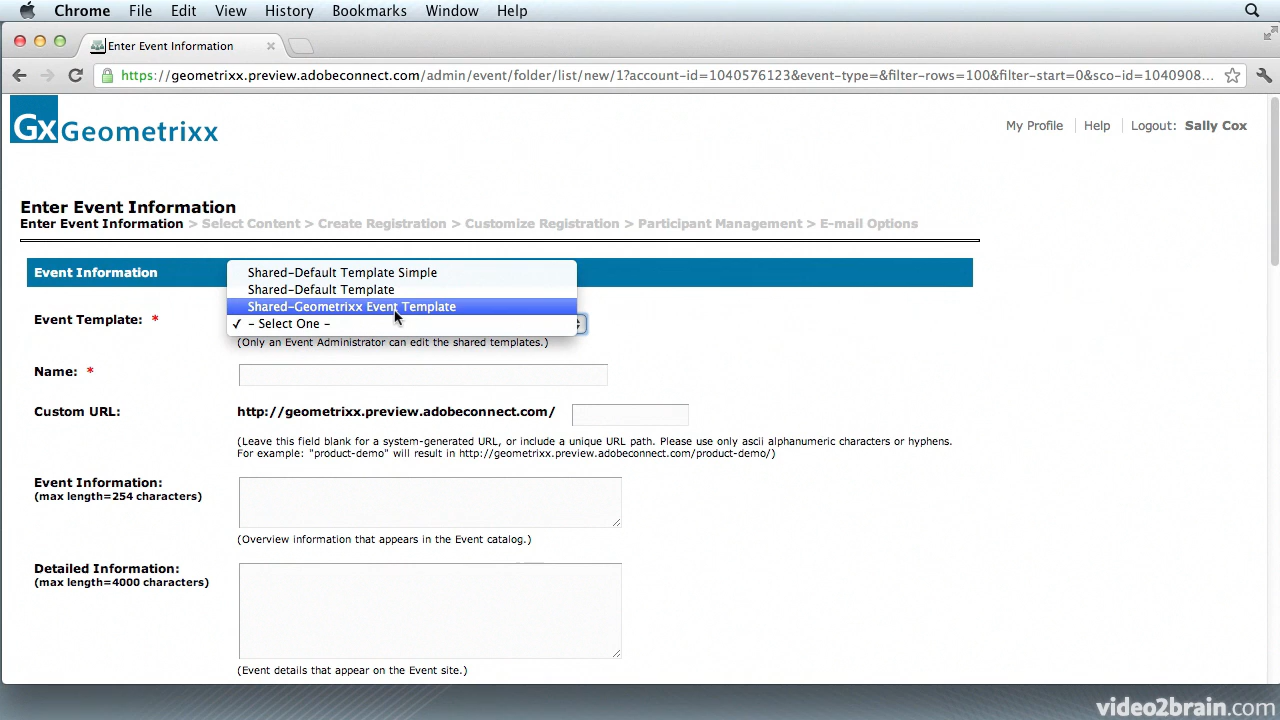 Chrome File Edit View History Bookmarks Window Help
Enter Event Information
https://geometrixx.preview.adobeconnect.com/admin/event/folder/list/new/1?account-id=1040576123&event-type=&filter-rows=100&filter-start=0&sco-id=1040908...
Gx Geometrixx
My Profile Help Logout: Sally Cox
Enter Event Information
Enter Event Information > Select Content > Create Registration > Customize Registration > Participant Management > E-mail Options
Event Information
Shared-Default Template Simple
Shared-Default Template
Shared-Geometrixx Event Template
Event Template: *
✓ - Select One -
(Only an Event Administrator can edit the shared templates.)
Name: *
Custom URL: http://geometrixx.preview.adobeconnect.com/
(Leave this field blank for a system-generated URL, or include a unique URL path. Please use only ascii alphanumeric characters or hyphens.
For example: "product-demo" will result in http://geometrixx.preview.adobeconnect.com/product-demo/)
Event Information:
(max length=254 characters)
(Overview information that appears in the Event catalog.)
Detailed Information:
(max length=4000 characters)
(Event details that appear on the Event site.)
video2brain.com